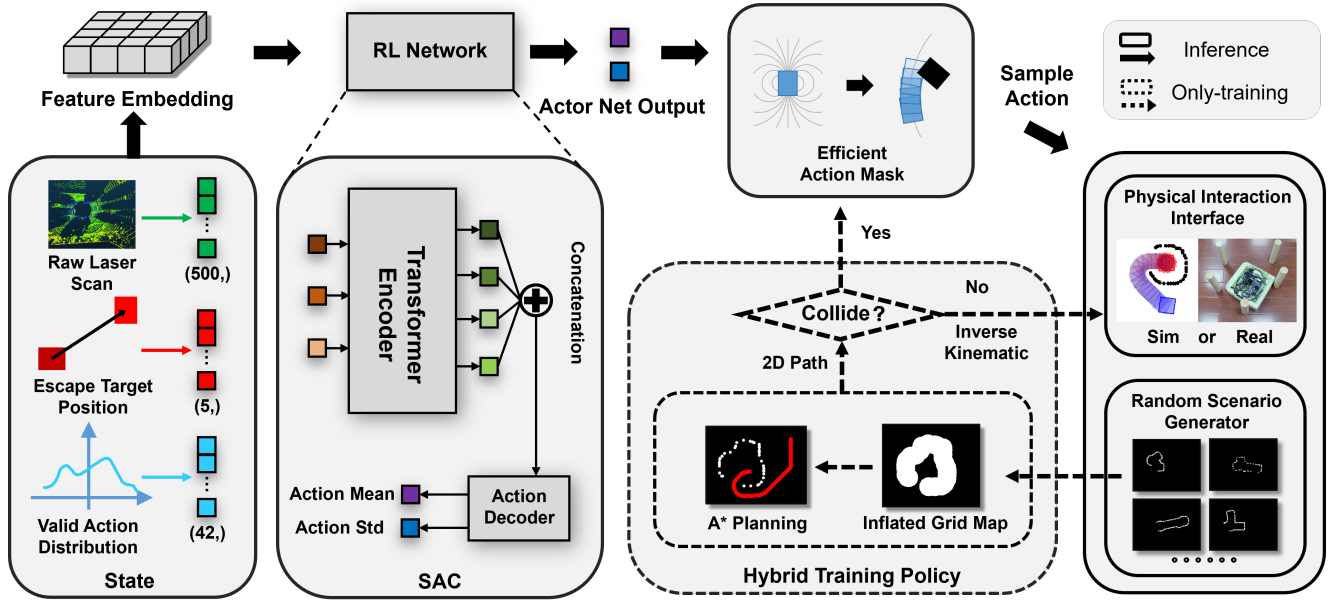 Feature Embedding
RL Network
Actor Net Output
Efficient
Action Mask
Sample
Action
Inference
Only-training
Raw Laser
Scan
(500,)
Escape Target
Position
(5,)
Valid Action
Distribution
(42,)
State
Transformer
Encoder
Concatenation
Action Mean
Action Std
Action
Decoder
SAC
Yes
Collide?
No
Inverse
Kinematic
2D Path
A* Planning
Inflated Grid Map
Hybrid Training Policy
Physical Interaction
Interface
Sim or Real
Random Scenario
Generator